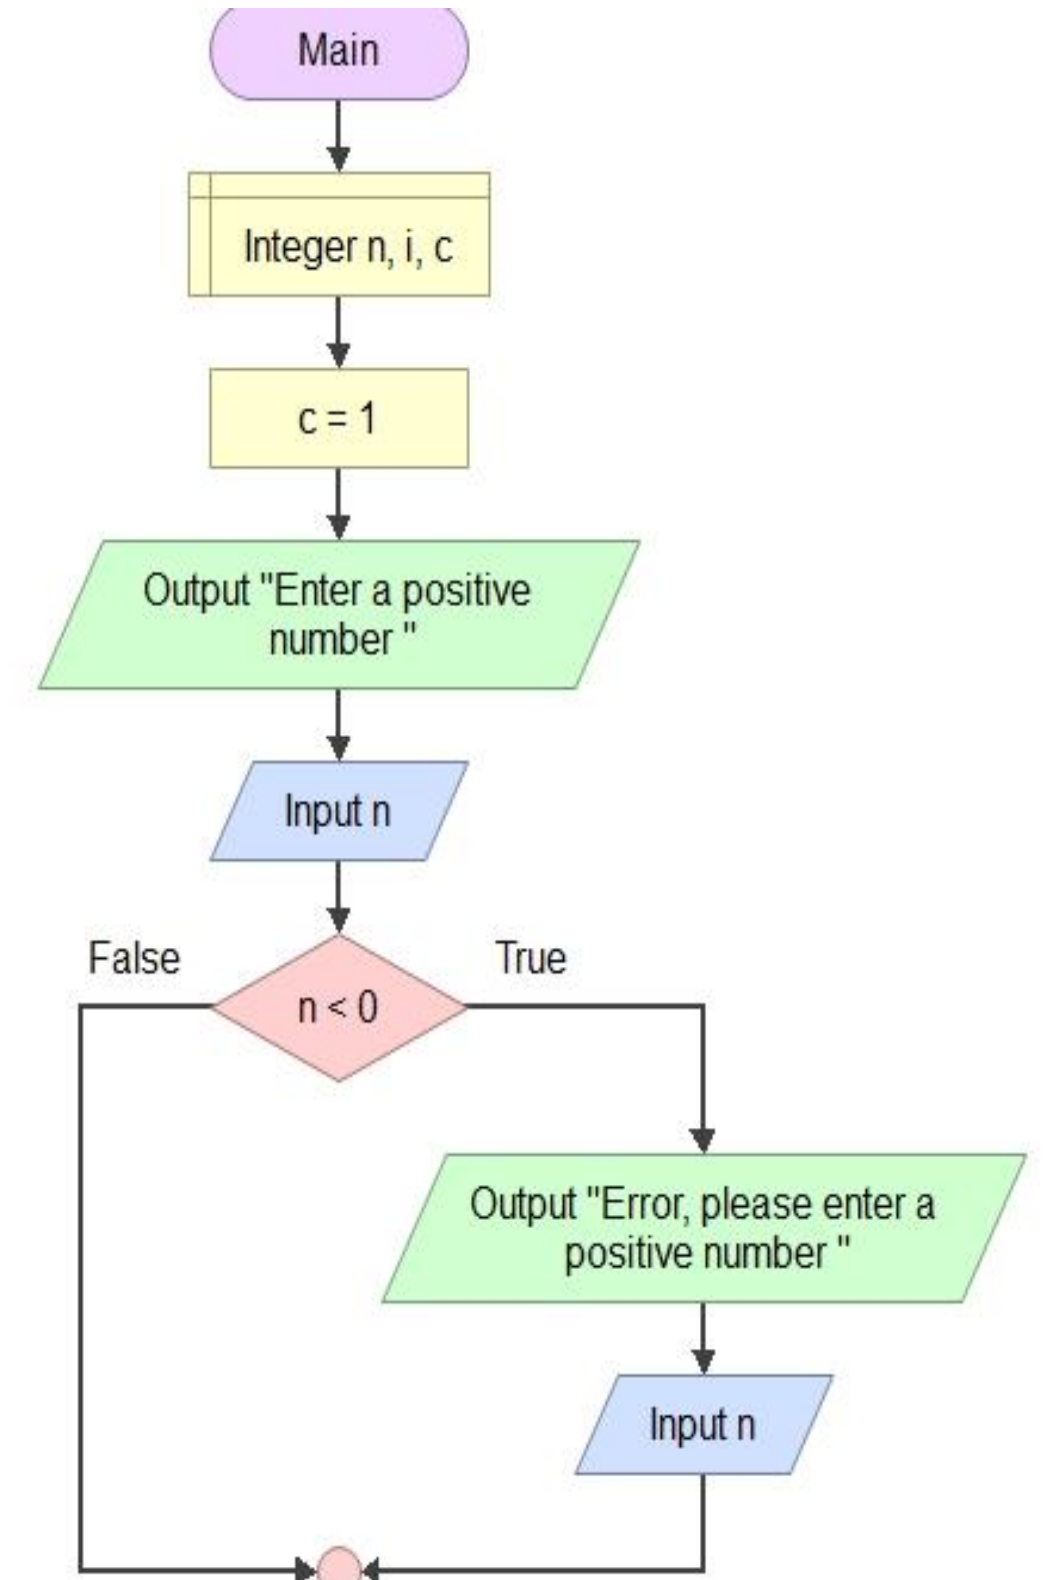 Main
Integer n, i, c
c = 1
Output "Enter a positive
number "
Input n
False
True
n < 0
Output "Error, please enter a
positive number "
Input n